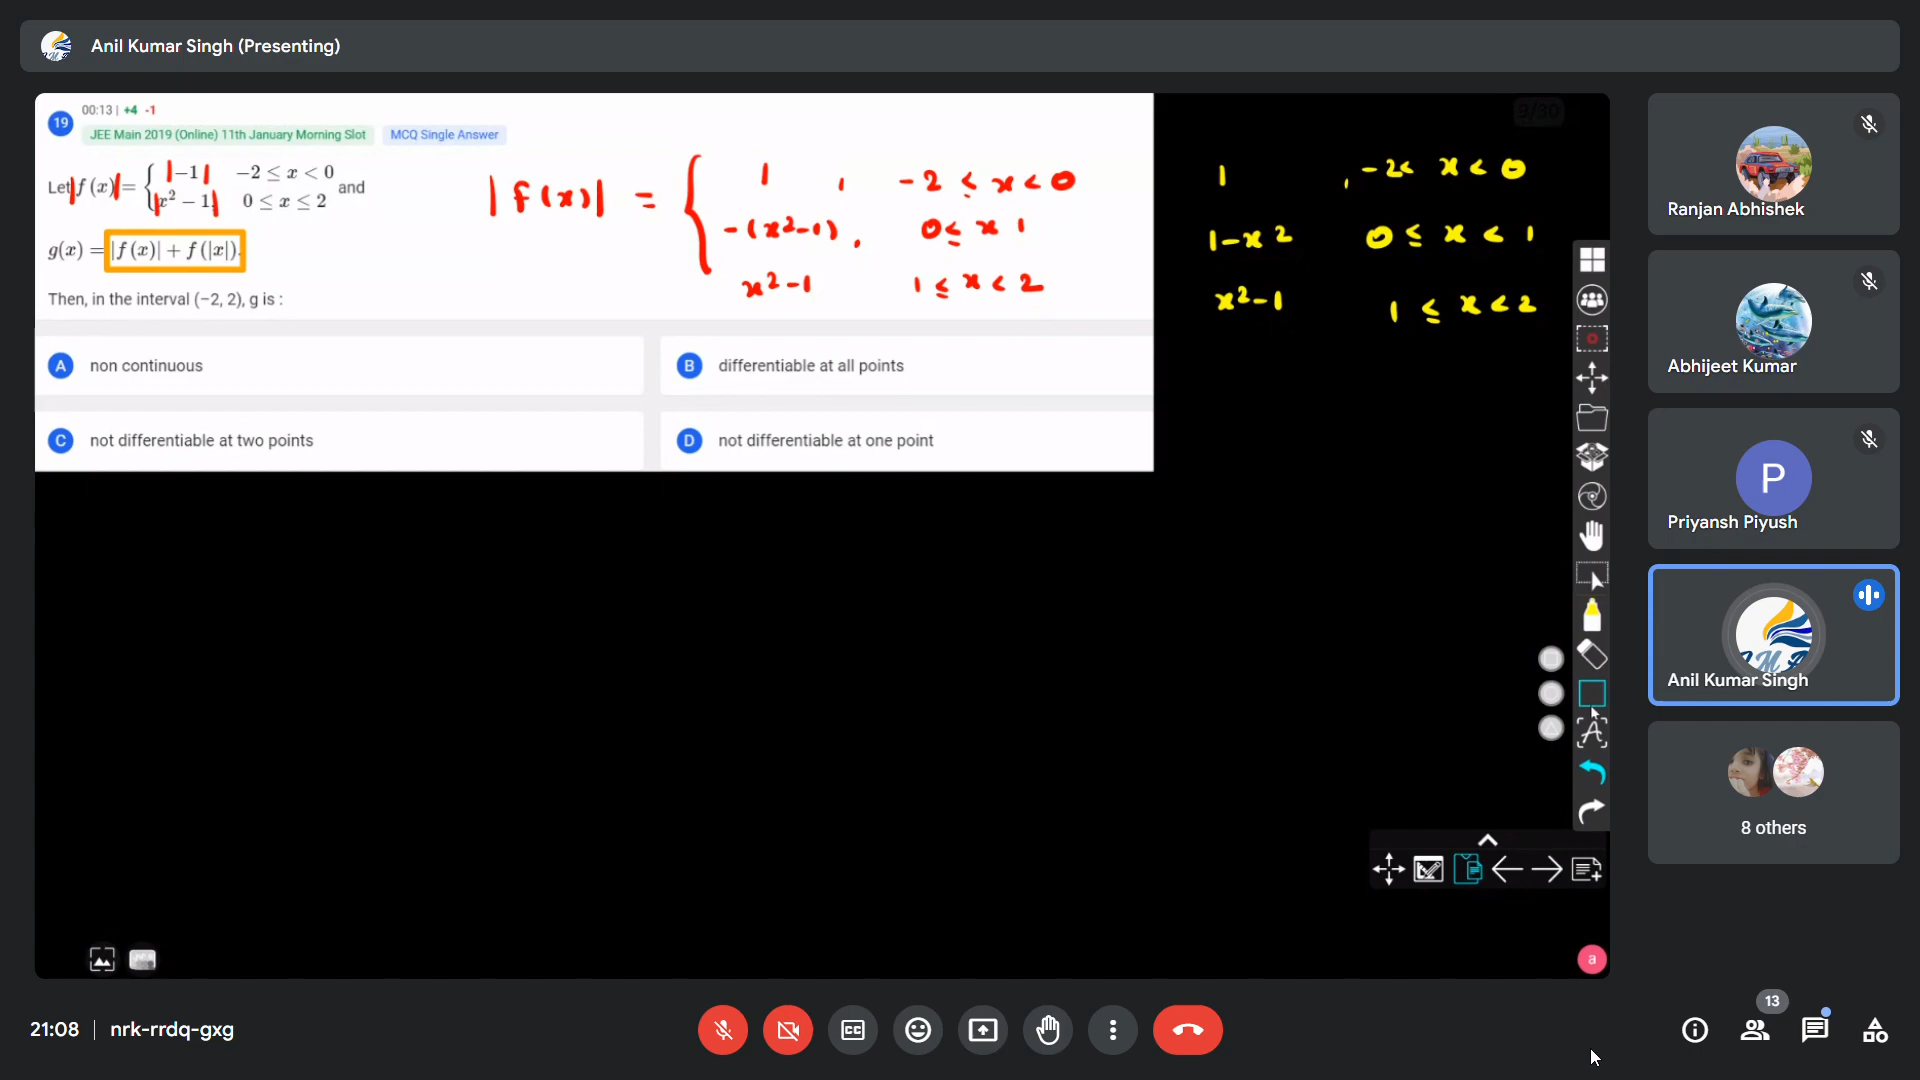 Anil Kumar Singh (Presenting)
19
00:13 | +4 -1
JEE Main 2019 (Online) 11th January Morning Slot
MCQ Single Answer
Let |f(x)| = { |-1| -2 ≤ x < 0
|x² - 1| 0 ≤ x ≤ 2 and
g(x) = |f(x)| + f(|x|).
Then, in the interval (-2, 2), g is :
A non continuous
B differentiable at all points
C not differentiable at two points
D not differentiable at one point
|f(x)| = { 1 , -2 ≤ x < 0
-(x²-1), 0 ≤ x 1
x²-1 1 ≤ x < 2
1 , -2< x < 0
1-x² 0 ≤ x < 1
x²-1 1 ≤ x < 2
3/30
Ranjan Abhishek
Abhijeet Kumar
P
Priyansh Piyush
Anil Kumar Singh
8 others
a
21:08 | nrk-rrdq-gxg
CC
13